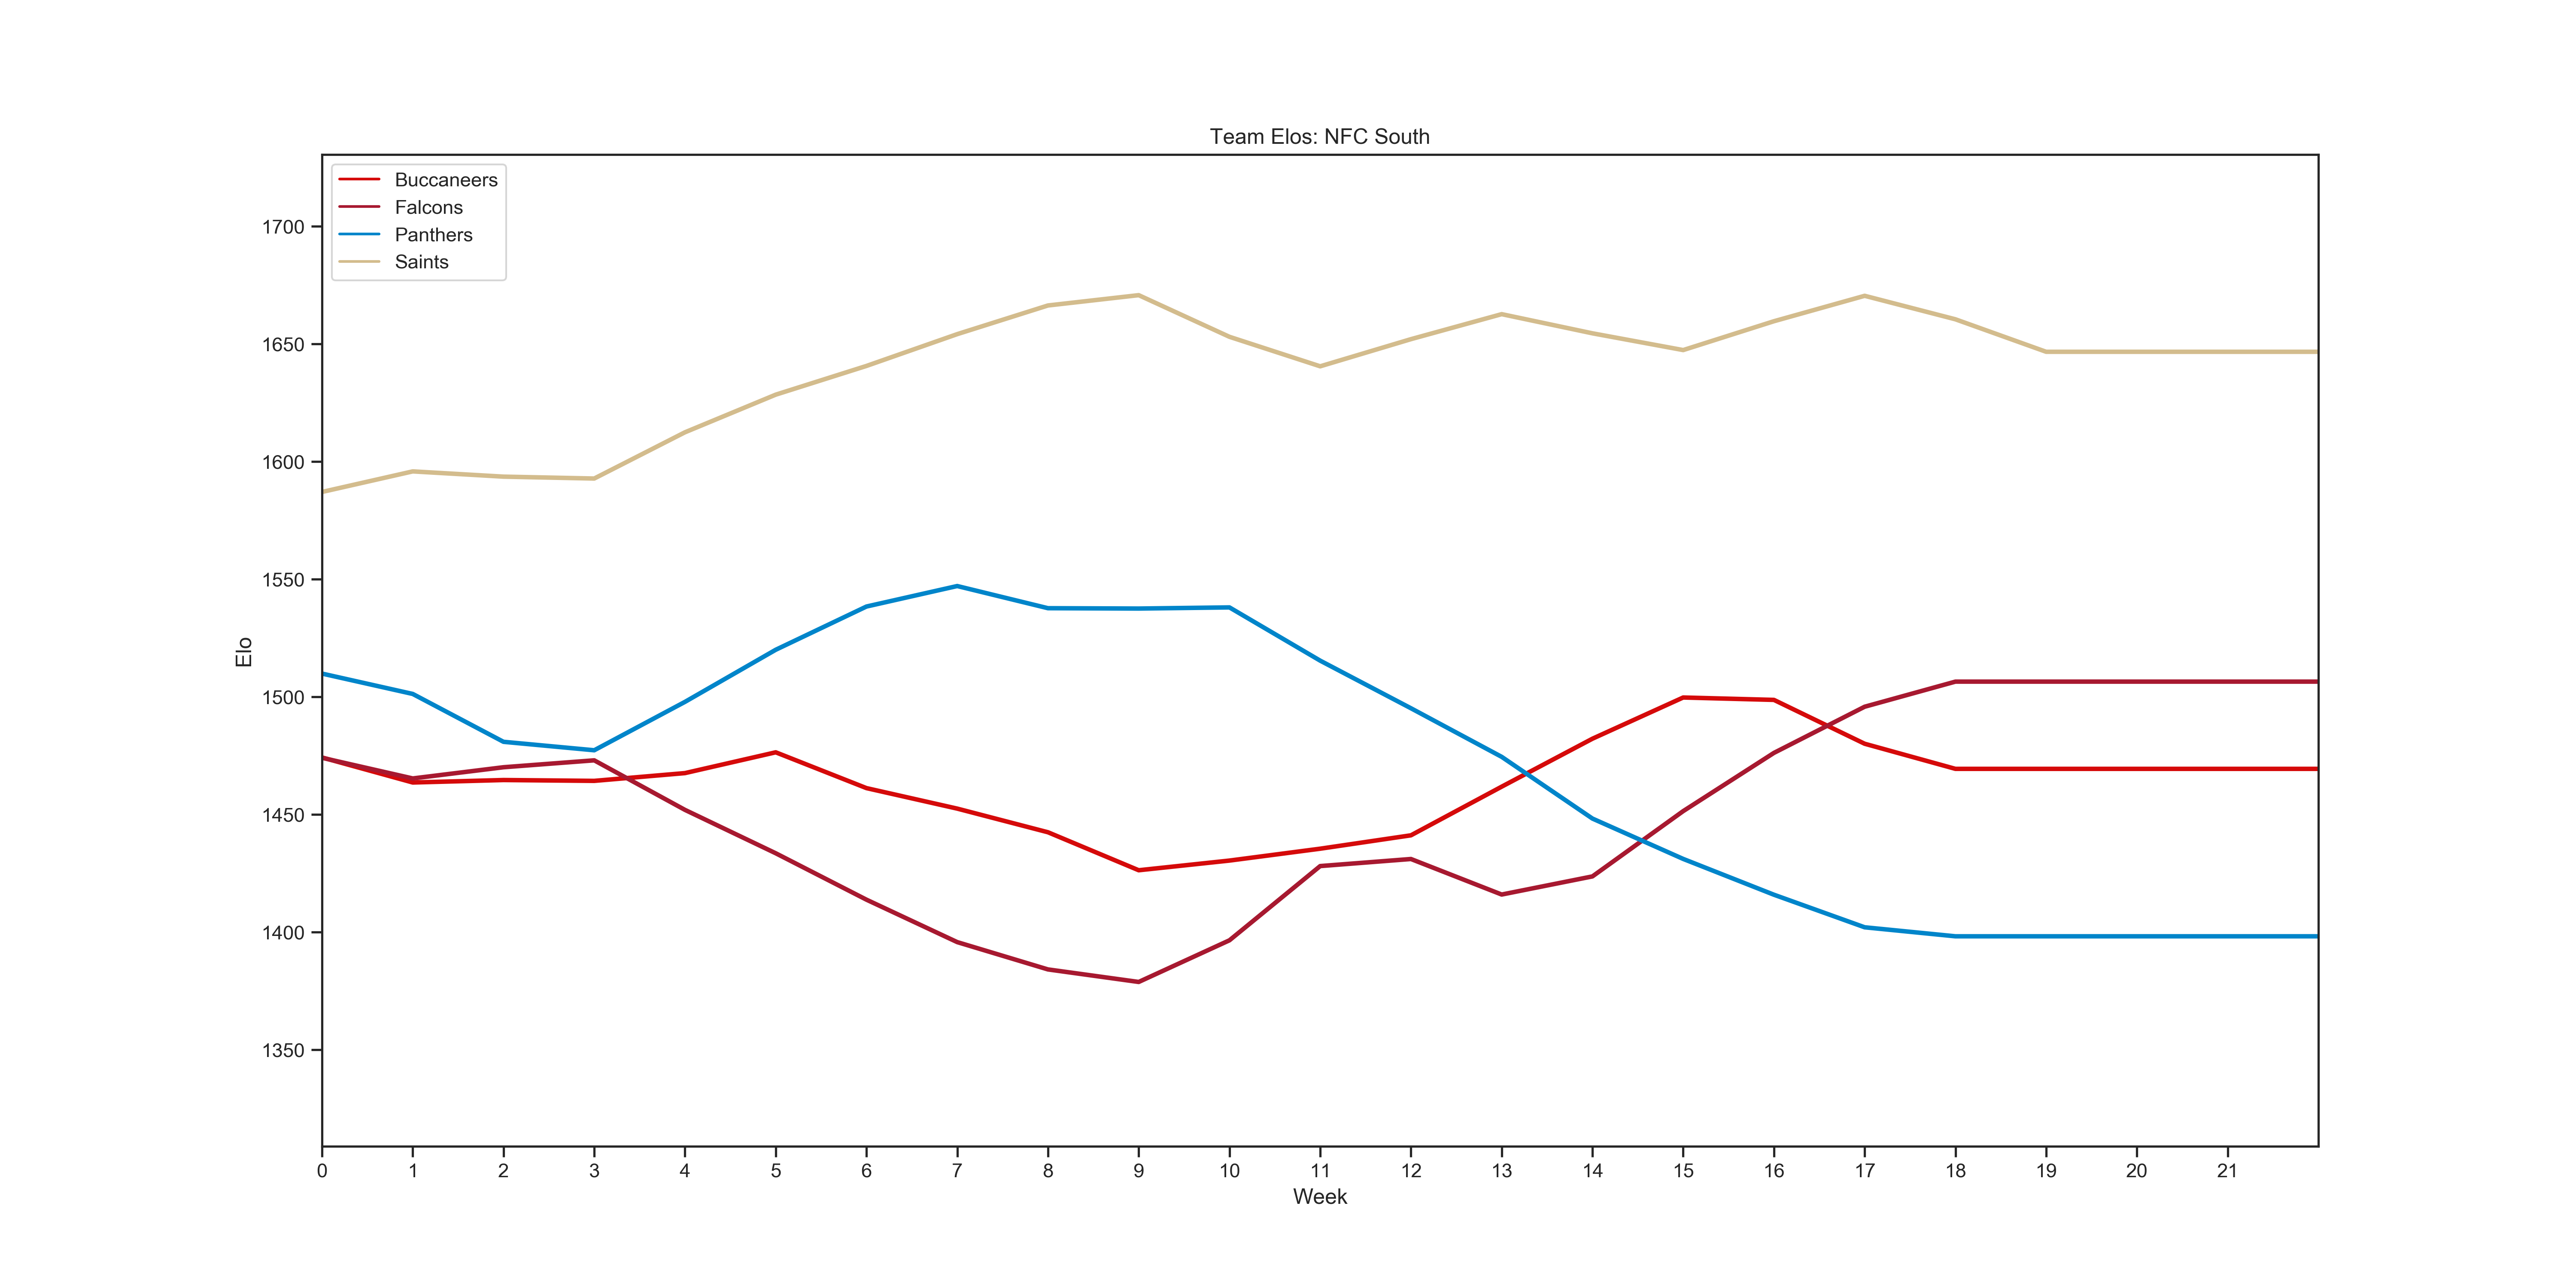 Team Elos: NFC South
Buccaneers
Falcons
Panthers
Saints
1700
1650
1600
1550
1500
1450
1400
1350
Elo
0 1 2 3 4 5 6 7 8 9 10 11 12 13 14 15 16 17 18 19 20 21
Week